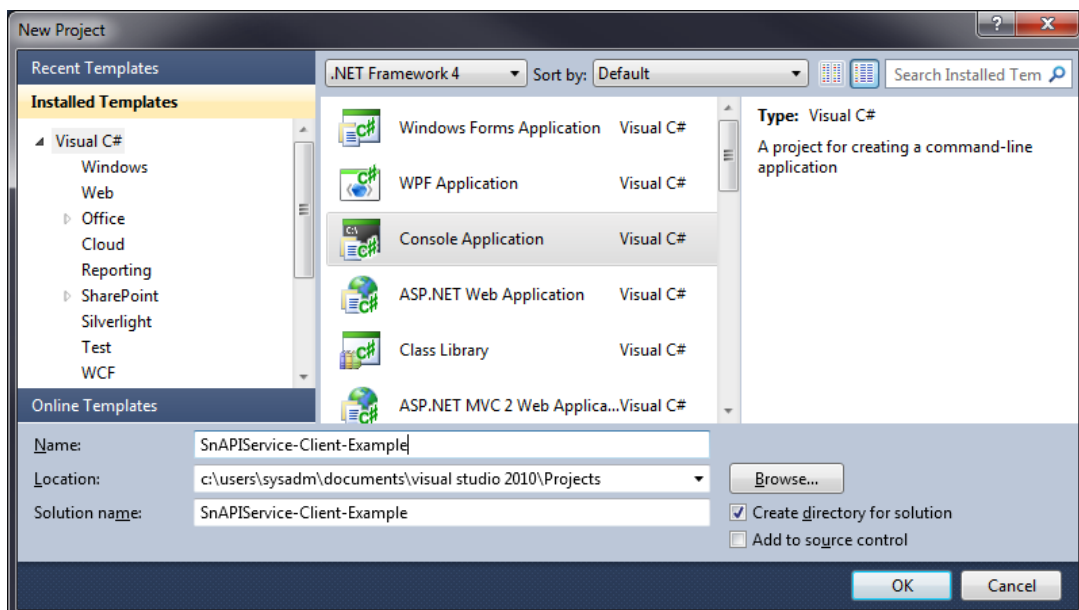 New Project
Recent Templates
Installed Templates
Visual C#
Windows
Web
Office
Cloud
Reporting
SharePoint
Silverlight
Test
WCF
Online Templates
.NET Framework 4 Sort by: Default
Search Installed Tem
Windows Forms Application Visual C#
WPF Application Visual C#
Console Application Visual C#
ASP.NET Web Application Visual C#
Class Library Visual C#
ASP.NET MVC 2 Web Applica...Visual C#
Type: Visual C#
A project for creating a command-line
application
Name: SnAPIService-Client-Example
Location: c:\users\sysadm\documents\visual studio 2010\Projects Browse...
Solution name: SnAPIService-Client-Example
Create directory for solution
Add to source control
OK Cancel